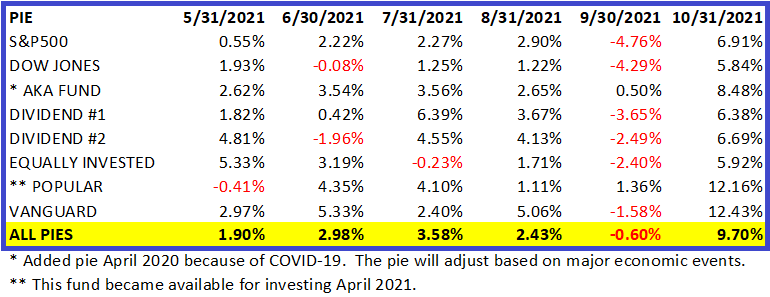 PIE 5/31/2021 6/30/2021 7/31/2021 8/31/2021 9/30/2021 10/31/2021
S&P500 0.55% 2.22% 2.27% 2.90% -4.76% 6.91%
DOW JONES 1.93% -0.08% 1.25% 1.22% -4.29% 5.84%
* AKA FUND 2.62% 3.54% 3.56% 2.65% 0.50% 8.48%
DIVIDEND #1 1.82% 0.42% 6.39% 3.67% -3.65% 6.38%
DIVIDEND #2 4.81% -1.96% 4.55% 4.13% -2.49% 6.69%
EQUALLY INVESTED 5.33% 3.19% -0.23% 1.71% -2.40% 5.92%
** POPULAR -0.41% 4.35% 4.10% 1.11% 1.36% 12.16%
VANGUARD 2.97% 5.33% 2.40% 5.06% -1.58% 12.43%
ALL PIES 1.90% 2.98% 3.58% 2.43% -0.60% 9.70%
* Added pie April 2020 because of COVID-19. The pie will adjust based on major economic events.
** This fund became available for investing April 2021.